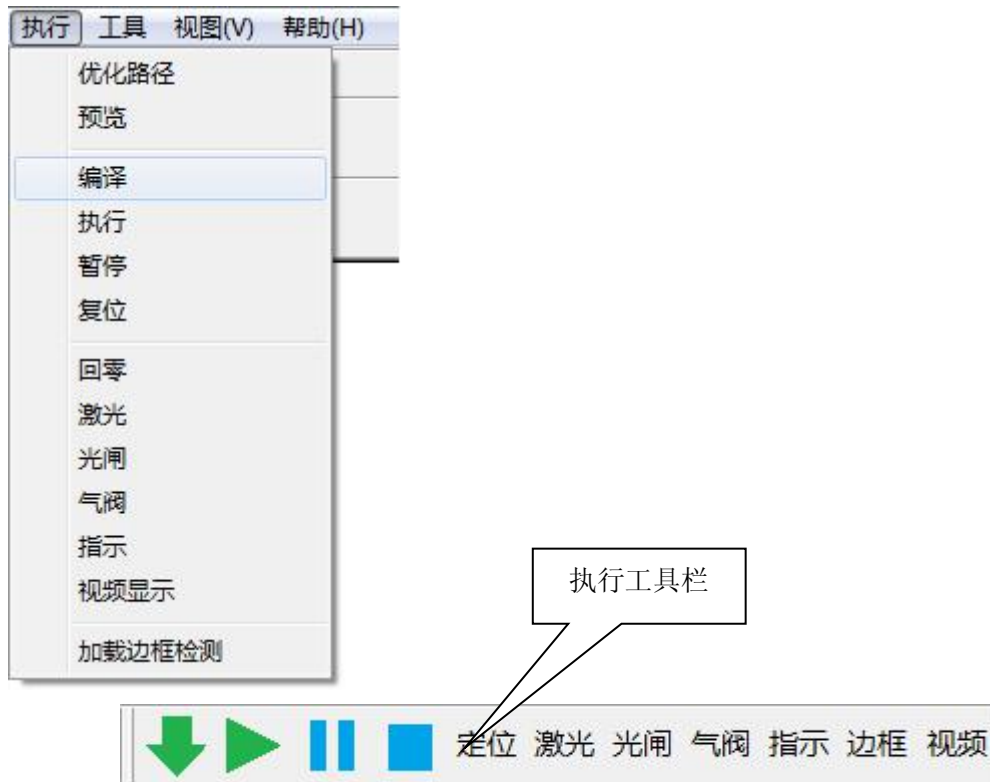 执行 工具 视图(V) 帮助(H)
优化路径
预览
编译
执行
暂停
复位
回零
激光
光闸
气阀
指示
视频显示
加载边框检测
执行工具栏
定位 激光 光闸 气阀 指示 边框 视频